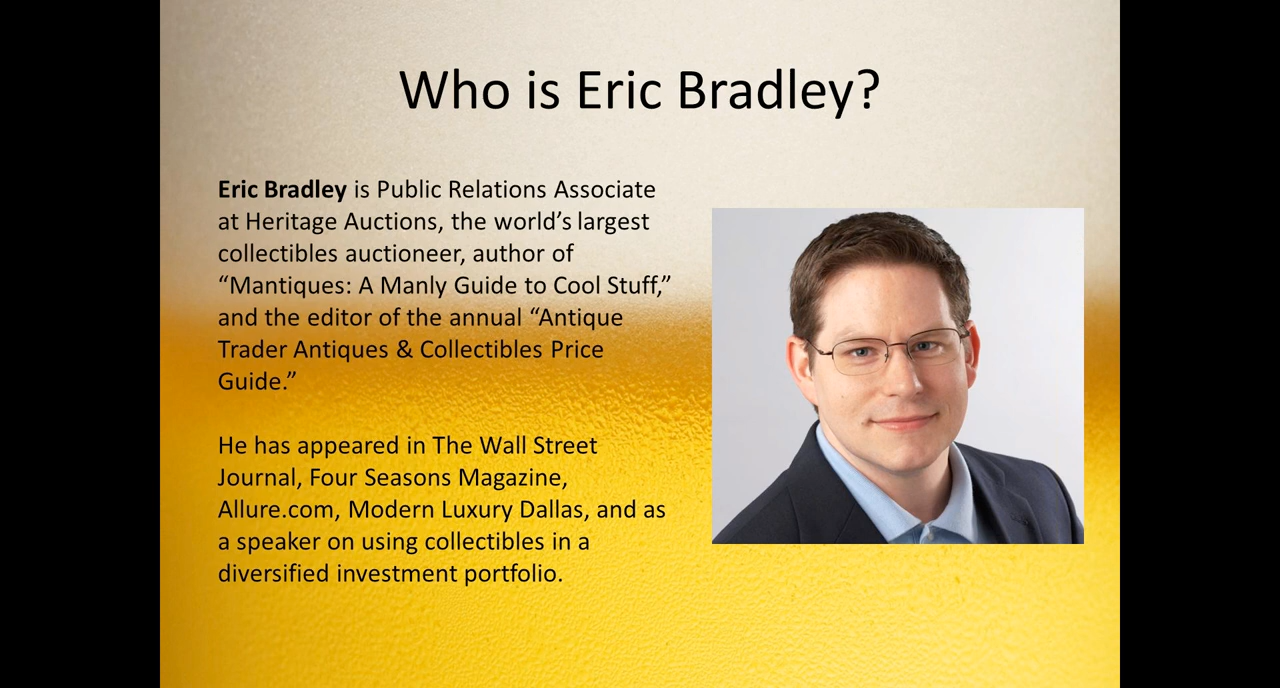 Who is Eric Bradley?
Eric Bradley is Public Relations Associate
at Heritage Auctions, the world’s largest
collectibles auctioneer, author of
“Mantiques: A Manly Guide to Cool Stuff,”
and the editor of the annual “Antique
Trader Antiques & Collectibles Price
Guide.”
He has appeared in The Wall Street
Journal, Four Seasons Magazine,
Allure.com, Modern Luxury Dallas, and as
a speaker on using collectibles in a
diversified investment portfolio.